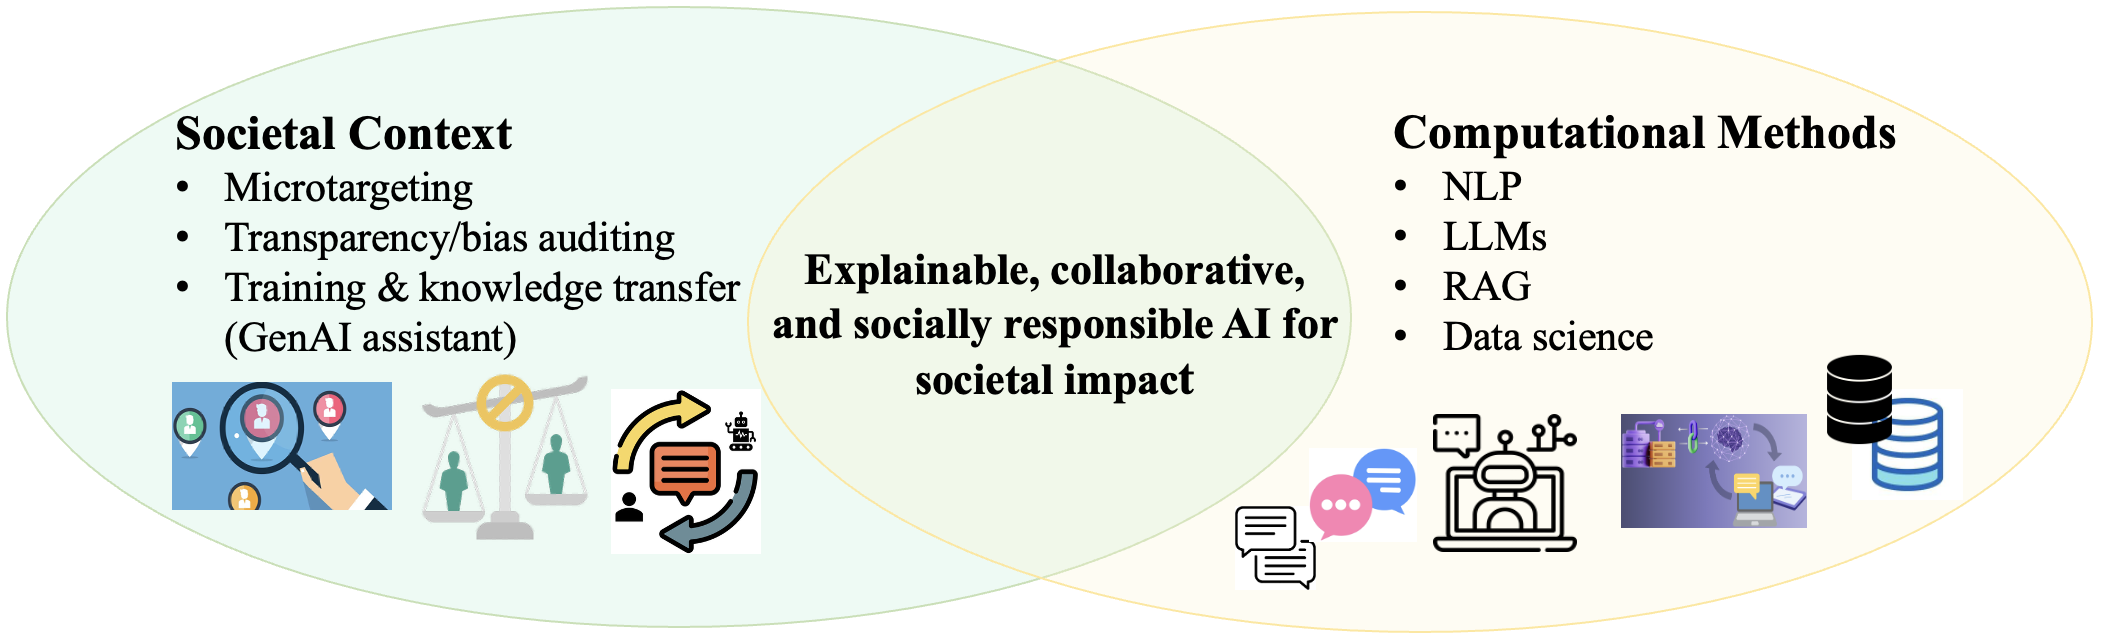 Societal Context
• Microtargeting
• Transparency/bias auditing
• Training & knowledge transfer
(GenAI assistant)
Explainable, collaborative,
and socially responsible AI for
societal impact
Computational Methods
• NLP
• LLMs
• RAG
• Data science